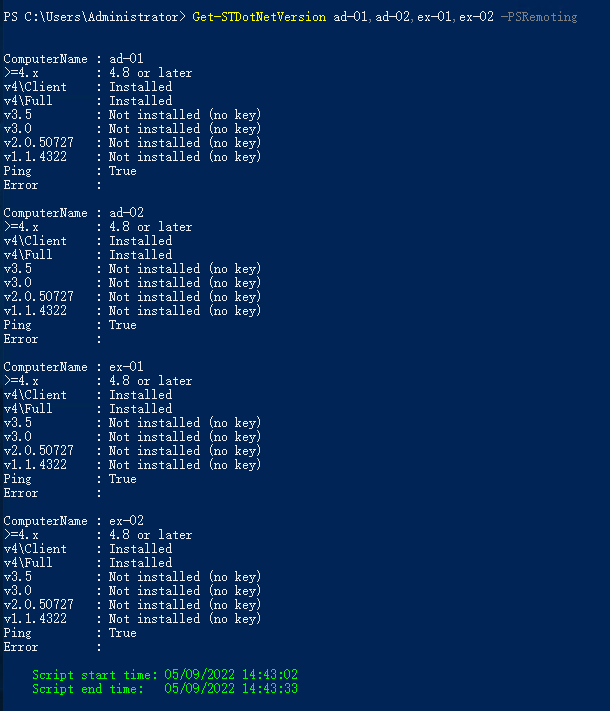 PS C:\Users\Administrator> Get-STDotNetVersion ad-01,ad-02,ex-01,ex-02 -PSRemoting
ComputerName : ad-01
>=4.x        : 4.8 or later
v4\Client    : Installed
v4\Full      : Installed
v3.5         : Not installed (no key)
v3.0         : Not installed (no key)
v2.0.50727   : Not installed (no key)
v1.1.4322    : Not installed (no key)
Ping         : True
Error        :
ComputerName : ad-02
>=4.x        : 4.8 or later
v4\Client    : Installed
v4\Full      : Installed
v3.5         : Not installed (no key)
v3.0         : Not installed (no key)
v2.0.50727   : Not installed (no key)
v1.1.4322    : Not installed (no key)
Ping         : True
Error        :
ComputerName : ex-01
>=4.x        : 4.8 or later
v4\Client    : Installed
v4\Full      : Installed
v3.5         : Not installed (no key)
v3.0         : Not installed (no key)
v2.0.50727   : Not installed (no key)
v1.1.4322    : Not installed (no key)
Ping         : True
Error        :
ComputerName : ex-02
>=4.x        : 4.8 or later
v4\Client    : Installed
v4\Full      : Installed
v3.5         : Not installed (no key)
v3.0         : Not installed (no key)
v2.0.50727   : Not installed (no key)
v1.1.4322    : Not installed (no key)
Ping         : True
Error        :
Script start time: 05/09/2022 14:43:02
Script end time:   05/09/2022 14:43:33